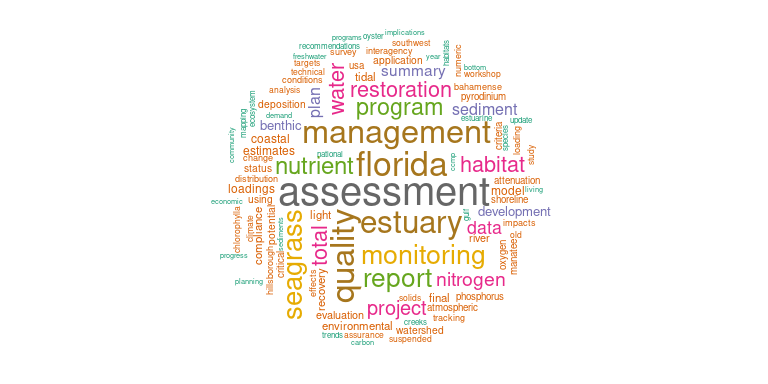 implications
programs
oyster
recommendations
southwest
interagency
survey
freshwater
year
habitats
numeric
application
targets
usa
technical
water
tidal
summary
bottom
workshop
conditions
analysis
plan
restoration
bahamense
pyrodinium
deposition
program
sediment
ecosystem
mapping
demand
benthic
estuarine
update
management
criteria
species
loading
coastal
community
estimates
national
study
change
nutrient
florida
ccmp
habitat
status
distribution
attenuation
loadings
assessment
model
living
economic
using
shoreline
chlorophylla
climate
compliance
potential
light
quality
estuary
gulf
development
impacts
data
seagrass
total
river
old
sediments
progress
hillsborough
critical
monitoring
oxygen
manatee
planning
effects
recovery
report
nitrogen
solids
final
phosphorus
project
atmospheric
evaluation
creeks
tracking
environmental
watershed
trends
assurance
suspended
carbon